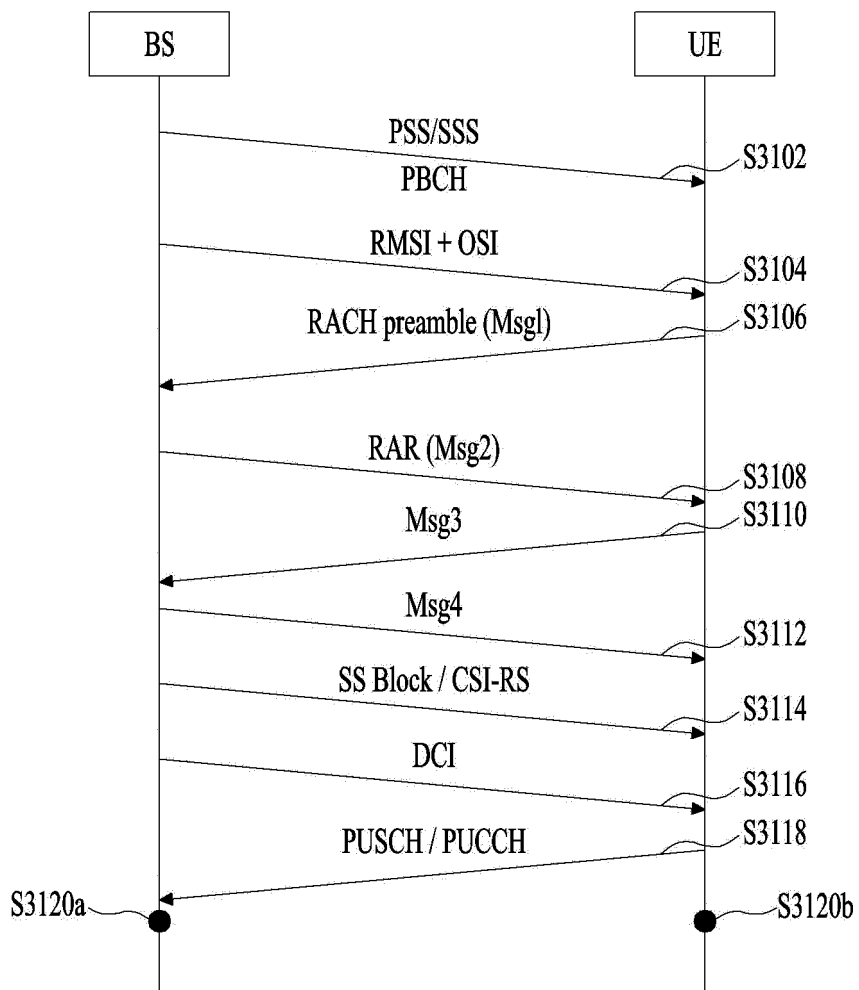 BS
UE
PSS/SSS
S3102
PBCH
RMSI + OSI
S3104
RACH preamble (Msgl)
S3106
RAR (Msg2)
S3108
Msg3
S3110
Msg4
S3112
SS Block / CSI-RS
S3114
DCI
S3116
PUSCH / PUCCH
S3118
S3120a
S3120b